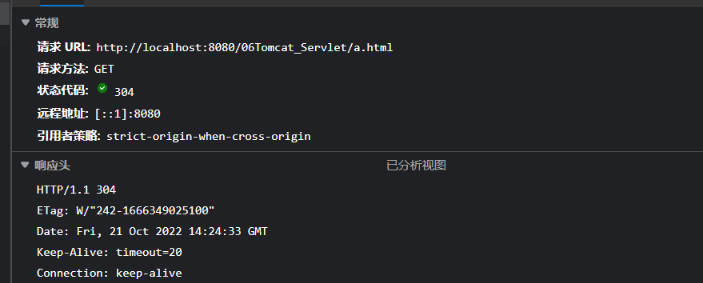 常规
请求 URL: http://localhost:8080/06Tomcat_Servlet/a.html
请求方法: GET
状态代码: 304
远程地址: [::1]:8080
引用者策略: strict-origin-when-cross-origin
响应头 已分析视图
HTTP/1.1 304
ETag: W/"242-1666349025100"
Date: Fri, 21 Oct 2022 14:24:33 GMT
Keep-Alive: timeout=20
Connection: keep-alive